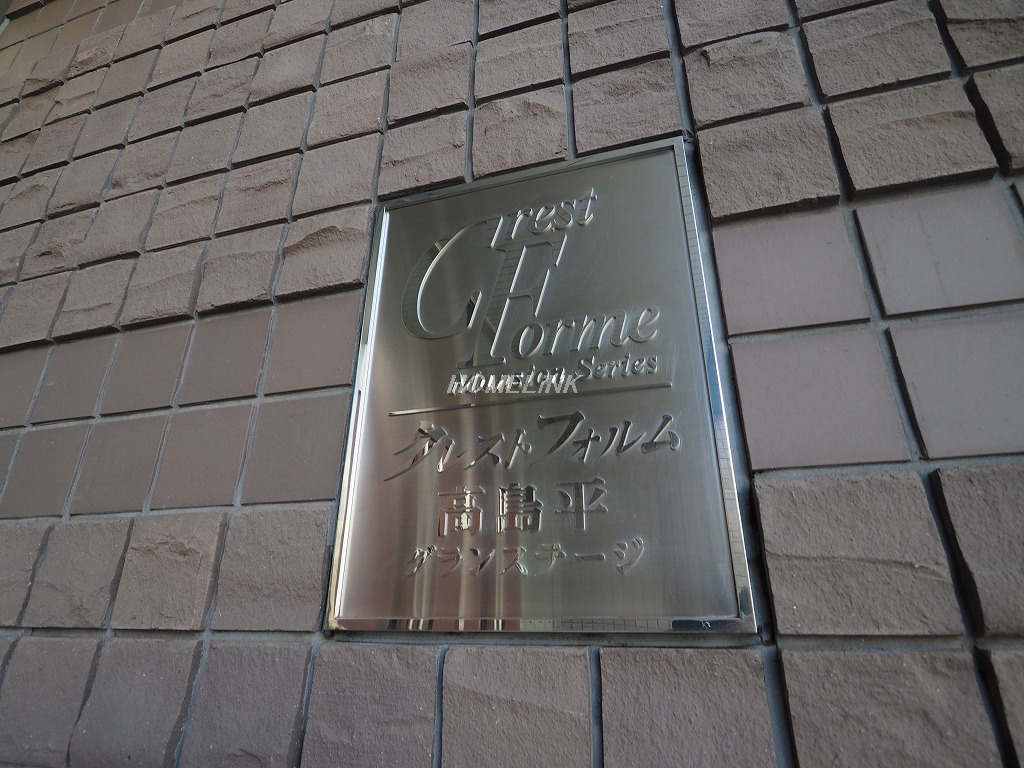 Crest
Forme
Series
クレストフォルム
高島平
グランステージ